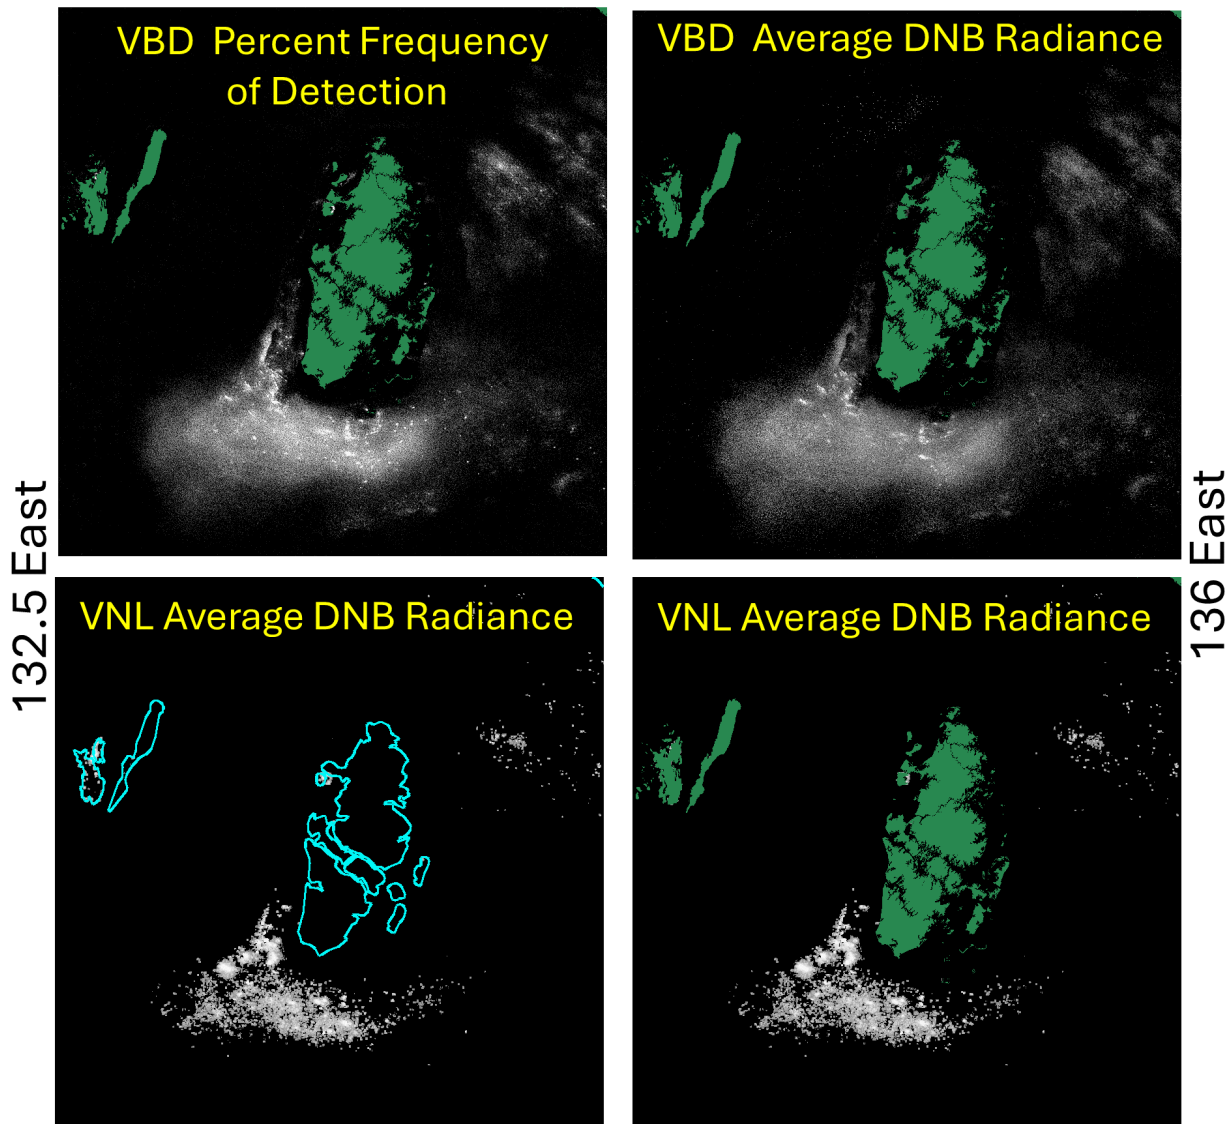 VBD Percent Frequency
of Detection
VBD Average DNB Radiance
132.5 East
136 East
VNL Average DNB Radiance
VNL Average DNB Radiance